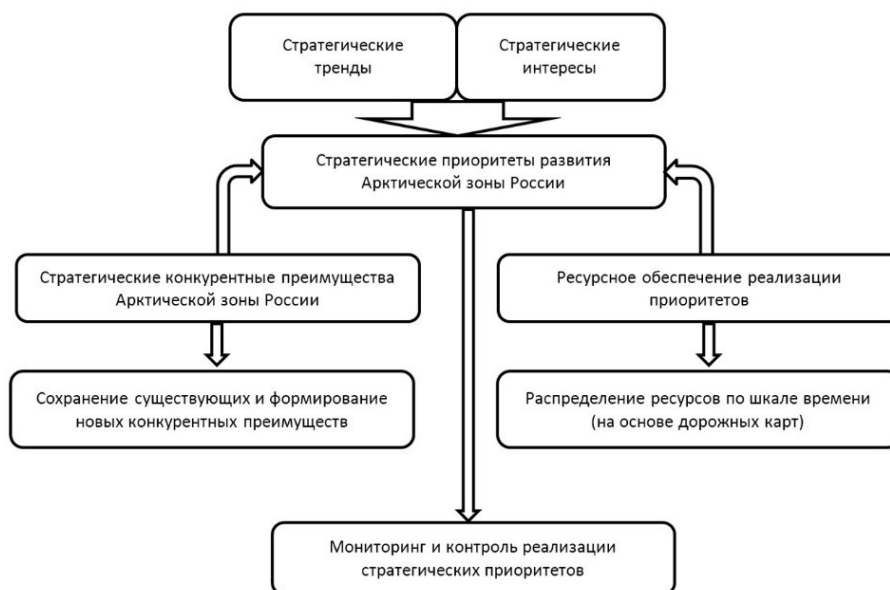 Стратегические
тренды
Стратегические
интересы
Стратегические приоритеты развития
Арктической зоны России
Стратегические конкурентные преимущества
Арктической зоны России
Ресурсное обеспечение реализации
приоритетов
Сохранение существующих и формирование
новых конкурентных преимуществ
Распределение ресурсов по шкале времени
(на основе дорожных карт)
Мониторинг и контроль реализации
стратегических приоритетов